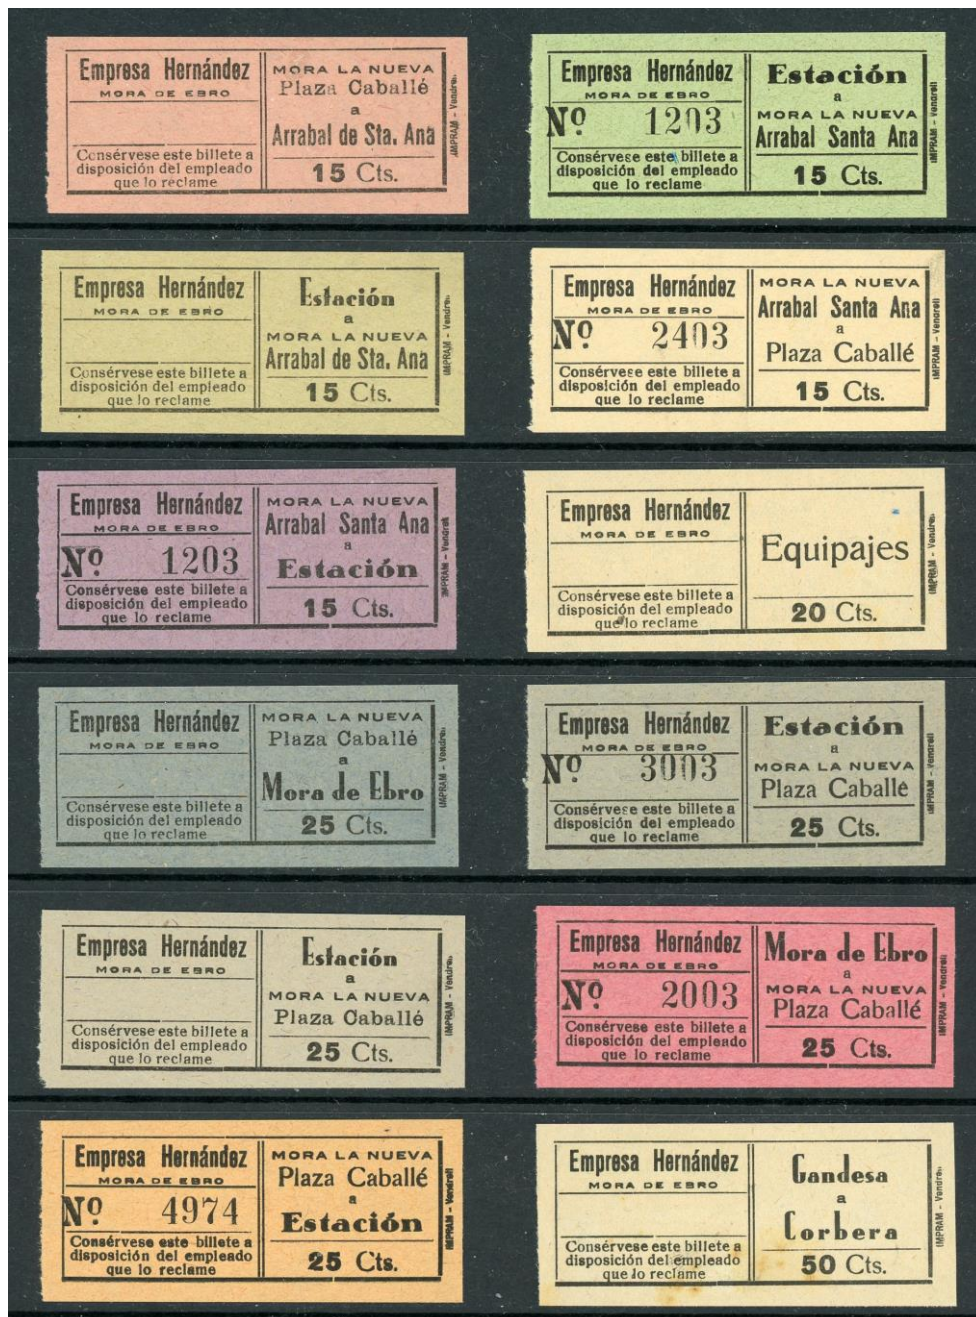 Empresa Hernández
MORA DE EBRO
Consérvese este billete a
disposición del empleado
que lo reclame
MORA LA NUEVA
Plaza Caballé
a
Arrabal de Sta. Ana
15 Cts.
IMPRAM - Vendrell
Empresa Hernández
MORA DE EBRO
Nº 1203
Consérvese este billete a
disposición del empleado
que lo reclame
Estación
a
MORA LA NUEVA
Arrabal Santa Ana
15 Cts.
IMPRAM - Vendrell
Empresa Hernández
MORA DE EBRO
Consérvese este billete a
disposición del empleado
que lo reclame
Estación
a
MORA LA NUEVA
Arrabal de Sta. Ana
15 Cts.
IMPRAM - Vendrell
Empresa Hernández
MORA DE EBRO
Nº 2403
Consérvese este billete a
disposición del empleado
que lo reclame
MORA LA NUEVA
Arrabal Santa Ana
a
Plaza Caballé
15 Cts.
IMPRAM - Vendrell
Empresa Hernández
MORA DE EBRO
Nº 1203
Consérvese este billete a
disposición del empleado
que lo reclame
MORA LA NUEVA
Arrabal Santa Ana
a
Estación
15 Cts.
IMPRAM - Vendrell
Empresa Hernández
MORA DE EBRO
Consérvese este billete a
disposición del empleado
que lo reclame
Equipajes
20 Cts.
IMPRAM - Vendrell
Empresa Hernández
MORA DE EBRO
Consérvese este billete a
disposición del empleado
que lo reclame
MORA LA NUEVA
Plaza Caballé
a
Mora de Ebro
25 Cts.
IMPRAM - Vendrell
Empresa Hernández
MORA DE EBRO
Nº 3003
Consérvese este billete a
disposición del empleado
que lo reclame
Estación
a
MORA LA NUEVA
Plaza Caballé
25 Cts.
IMPRAM - Vendrell
Empresa Hernández
MORA DE EBRO
Consérvese este billete a
disposición del empleado
que lo reclame
Estación
a
MORA LA NUEVA
Plaza Caballé
25 Cts.
IMPRAM - Vendrell
Empresa Hernández
MORA DE EBRO
Nº 2003
Consérvese este billete a
disposición del empleado
que lo reclame
Mora de Ebro
a
MORA LA NUEVA
Plaza Caballé
25 Cts.
IMPRAM - Vendrell
Empresa Hernández
MORA DE EBRO
Nº 4974
Consérvese este billete a
disposición del empleado
que lo reclame
MORA LA NUEVA
Plaza Caballé
a
Estación
25 Cts.
IMPRAM - Vendrell
Empresa Hernández
MORA DE EBRO
Consérvese este billete a
disposición del empleado
que lo reclame
Gandesa
a
Corbera
50 Cts.
IMPRAM - Vendrell